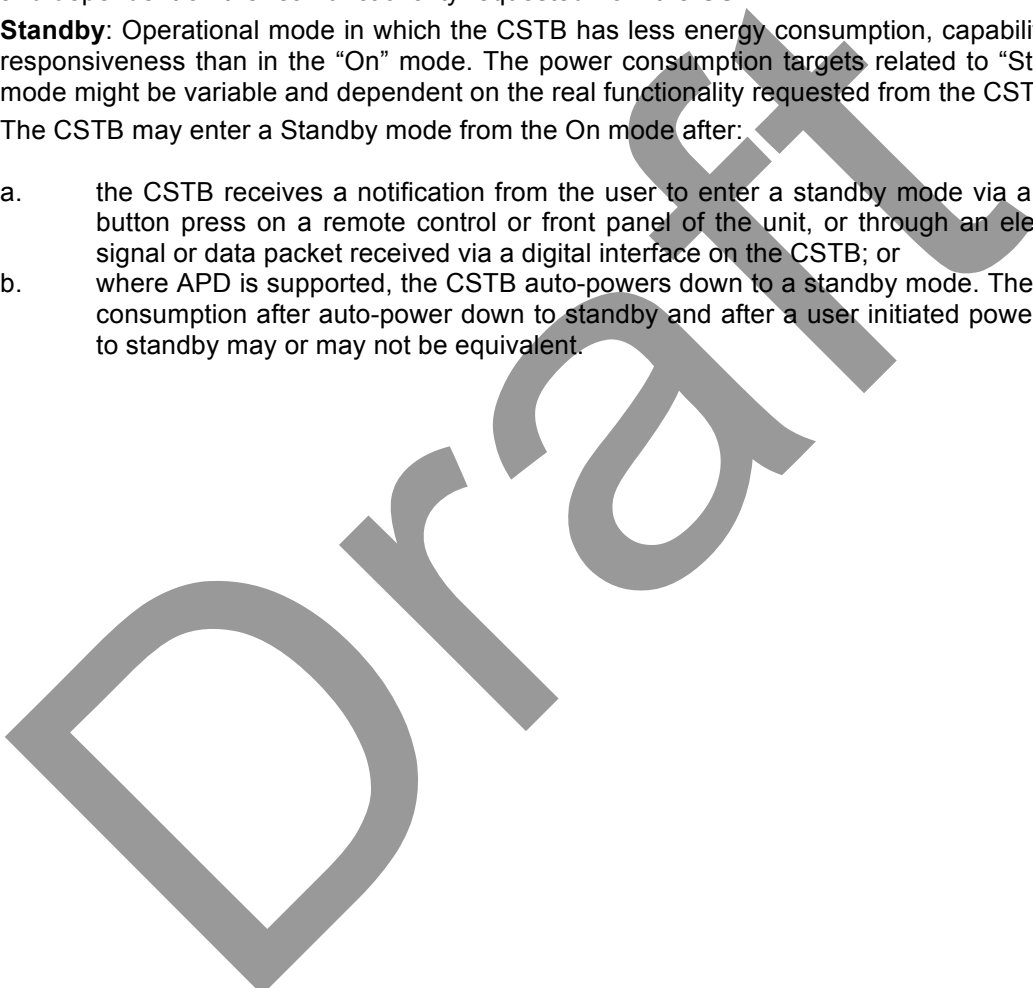 Standby: Operational mode in which the CSTB has less energy consumption,
responsiveness than in the “On” mode. The power consumption targets related to
mode might be variable and dependent on the real functionality requested from the
The CSTB may enter a Standby mode from the On mode after:
a. the CSTB receives a notification from the user to enter a standby mode via a
button press on a remote control or front panel of the unit, or through an
signal or data packet received via a digital interface on the CSTB; or
b. where APD is supported, the CSTB auto-powers down to a standby mode. The
consumption after auto-power down to standby and after a user initiated
to standby may or may not be equivalent.
Draft